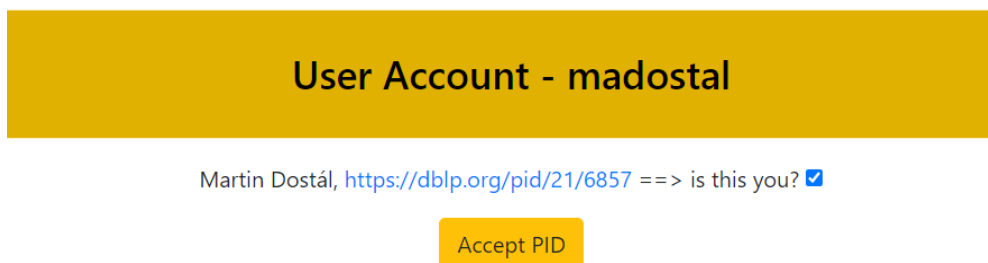 User Account - madostal
Martin Dostál, https://dblp.org/pid/21/6857 ==> is this you?
Accept PID